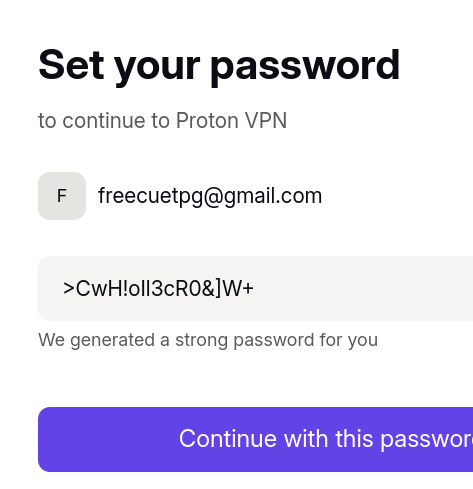 Set your password
to continue to Proton VPN
F
freecuetpg@gmail.com
>CwH!oll3cR0&]W+
We generated a strong password for you
Continue with this passwor